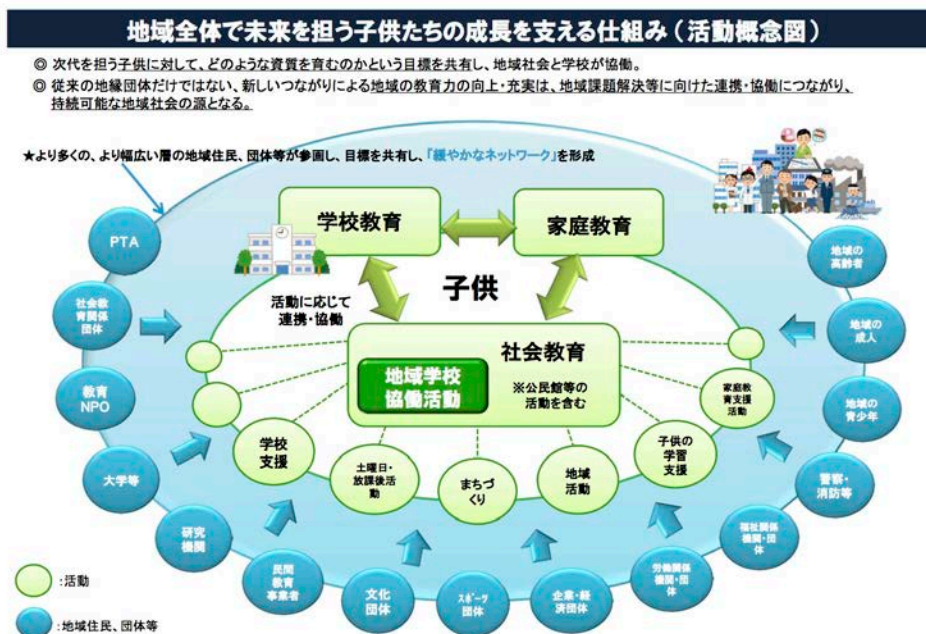 地域全体で未来を担う子供たちの成長を支える仕組み（活動概念図）
◎ 次代を担う子供に対して、どのような資質を育むのかという目標を共有し、地域社会と学校が協働。
◎ 従来の地縁団体だけではない、新しいつながりによる地域の教育力の向上・充実は、地域課題解決等に向けた連携・協働につながり、
持続可能な地域社会の源となる。
★より多くの、より幅広い層の地域住民、団体等が参画し、目標を共有し、「緩やかなネットワーク」を形成
学校教育
家庭教育
子供
活動に応じて
連携・協働
社会教育
地域学校
協働活動
※公民館等の
活動を含む
PTA
社会教
育関係
団体
教育
NPO
大学等
研究
機関
民間
教育
事業者
文化
団体
スポーツ
団体
企業・経
済団体
労働関係
機関・団
体
福祉関係
機関・団
体
警察・
消防等
地域の
青少年
地域の
成人
地域の
高齢者
学校
支援
土曜日・
放課後活
動
まちづ
くり
地域
活動
子供の
学習
支援
家庭教
育支援
活動
:活動
:地域住民、団体等